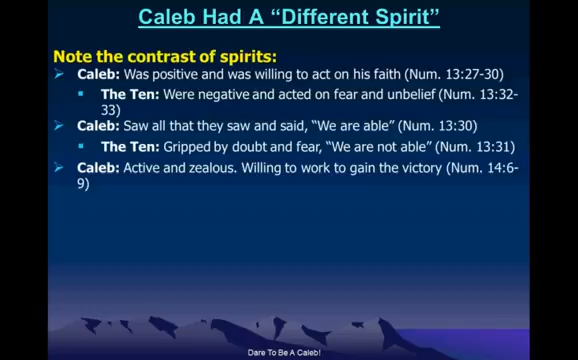 Caleb Had A “Different Spirit”
Note the contrast of spirits:
Caleb: Was positive and was willing to act on his faith (Num. 13:27-30)
The Ten: Were negative and acted on fear and unbelief (Num. 13:32-
33)
Caleb: Saw all that they saw and said, “We are able” (Num. 13:30)
The Ten: Gripped by doubt and fear, “We are not able” (Num. 13:31)
Caleb: Active and zealous. Willing to work to gain the victory (Num. 14:6-
9)
Dare To Be A Caleb!